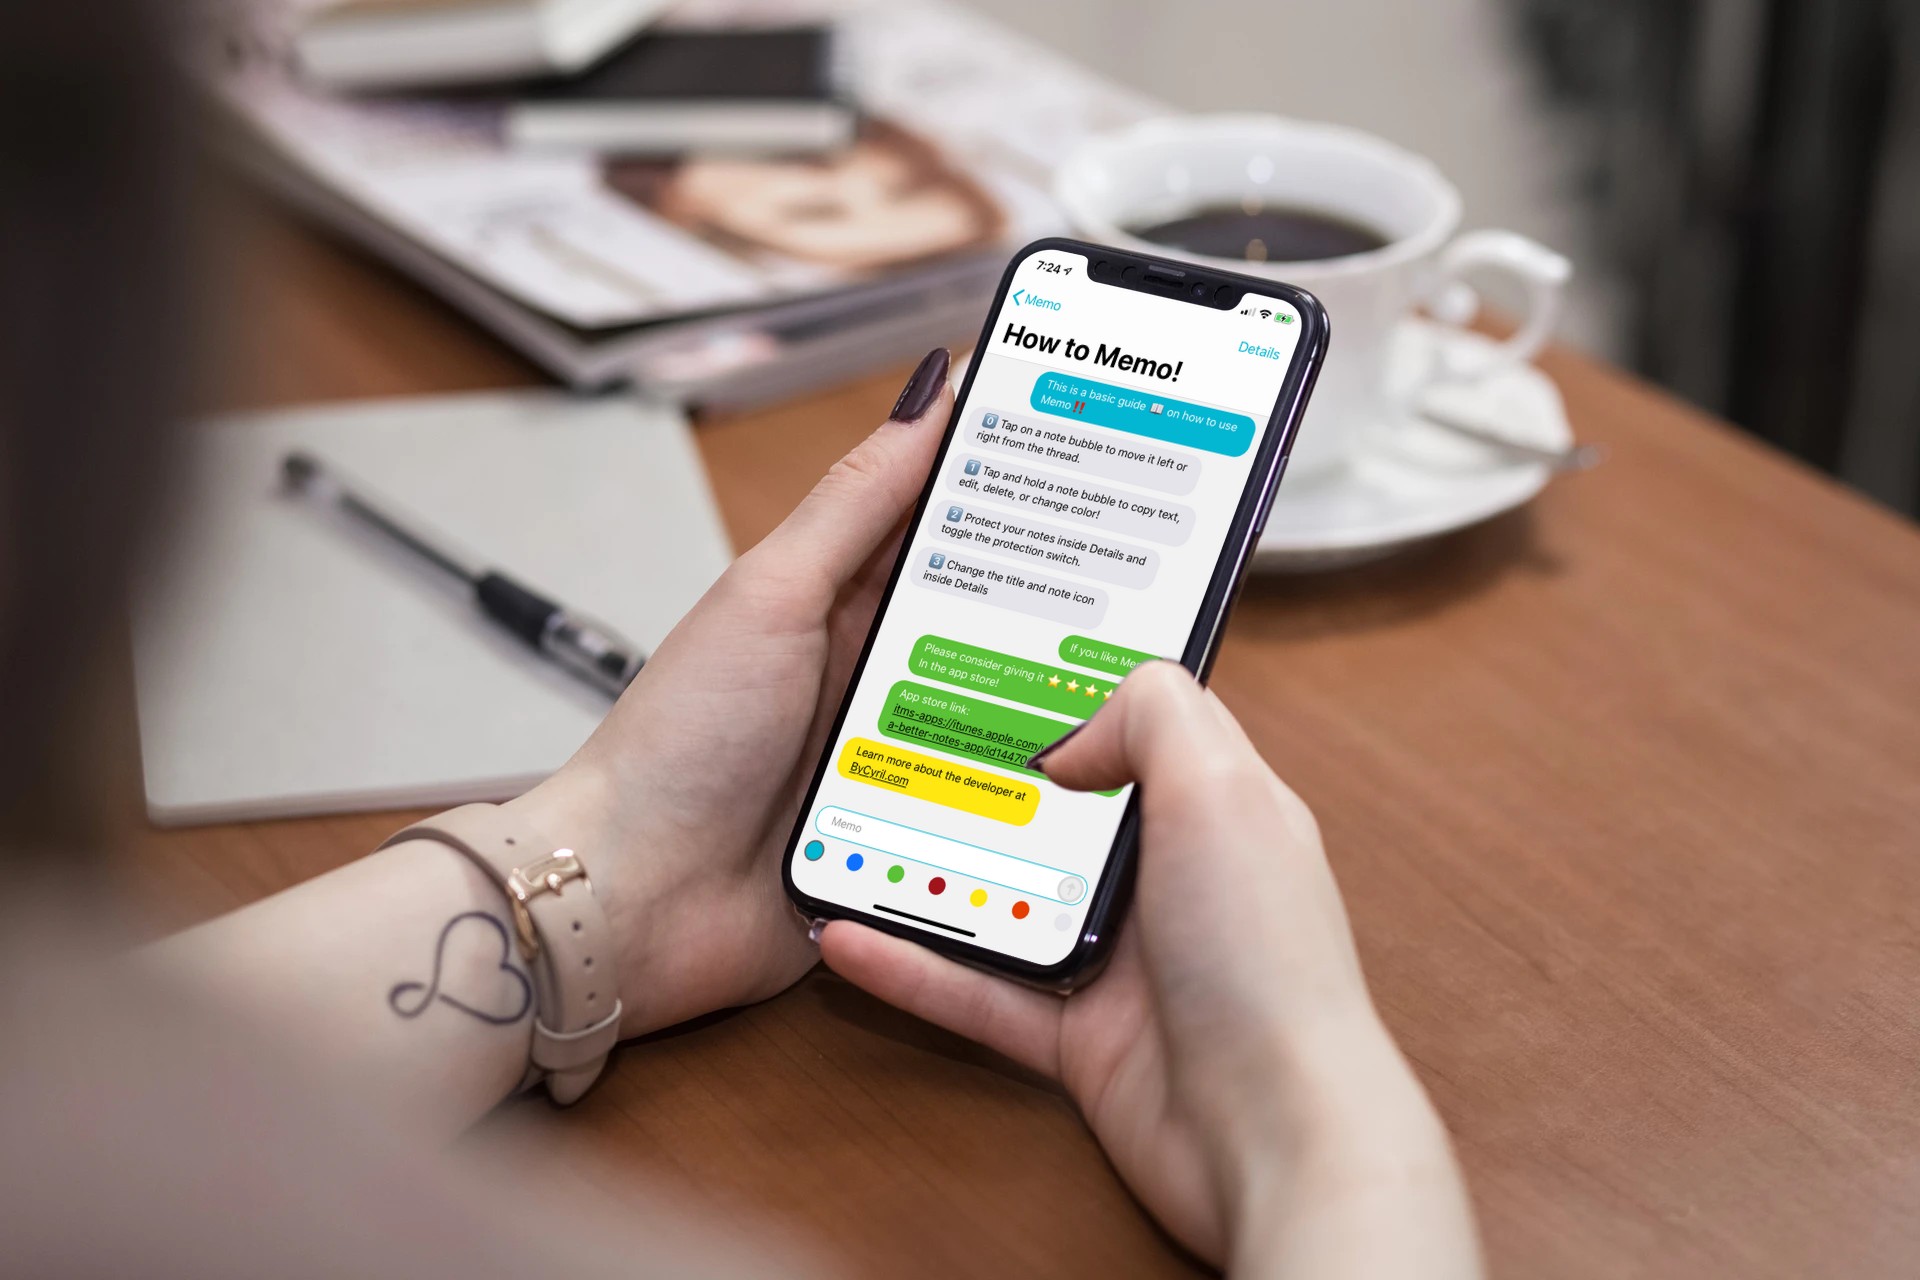 7:24
Memo
Details
How to Memo!
This is a basic guide 📖 on how to use
Memo‼️
0️⃣ Tap on a note bubble to move it left or
right from the thread.
1️⃣ Tap and hold a note bubble to copy text,
edit, delete, or change color!
2️⃣ Protect your notes inside Details and
toggle the protection switch.
3️⃣ Change the title and note icon
inside Details
If you like
Please consider giving it ⭐⭐⭐⭐
in the app store!
App store link:
itms-apps://itunes.apple.com/
a-better-notes-app/id14470
Learn more about the developer at
ByCyril.com
Memo